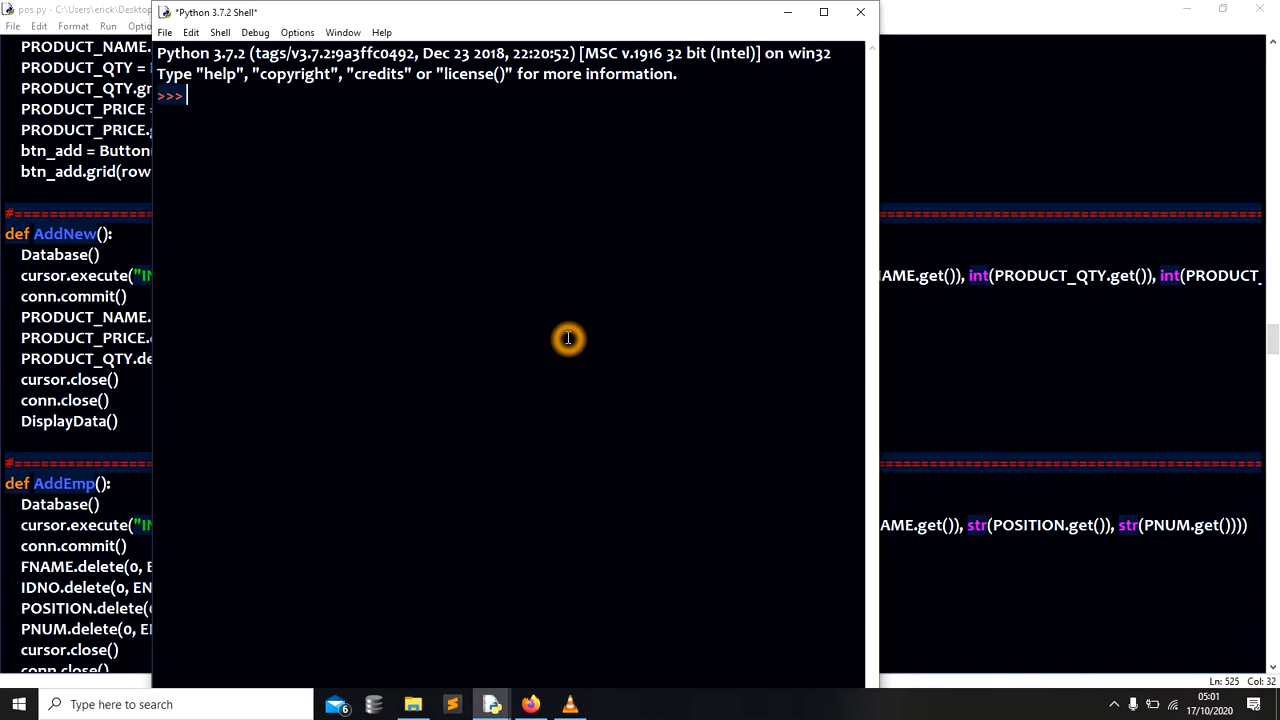 pos.py - C:\Users\erick\Desktop
File Edit Format Run
*Python 3.7.2 Shell*
File Edit Shell Debug Options Window Help
Python 3.7.2 (tags/v3.7.2:9a3ffc0492, Dec 23 2018, 22:20:52) [MSC v.1916 32 bit (Intel)] on win32
Type "help", "copyright", "credits" or "license()" for more information.
>>>
PRODUCT_NAME.
PRODUCT_QTY =
PRODUCT_QTY.gr
PRODUCT_PRICE =
PRODUCT_PRICE.
btn_add = Button
btn_add.grid(row
def AddNew():
Database()
cursor.execute("IN AME.get()), int(PRODUCT_QTY.get()), int(PRODUCT_
conn.commit()
PRODUCT_NAME.
PRODUCT_PRICE.
PRODUCT_QTY.de
cursor.close()
conn.close()
DisplayData()
def AddEmp():
Database()
cursor.execute("IN AME.get()), str(POSITION.get()), str(PNUM.get())))
conn.commit()
FNAME.delete(0, E
IDNO.delete(0, EN
POSITION.delete(
PNUM.delete(0, E
cursor.close()
conn.close()
Ln: 525 Col: 32
Type here to search
6
05:01
17/10/2020